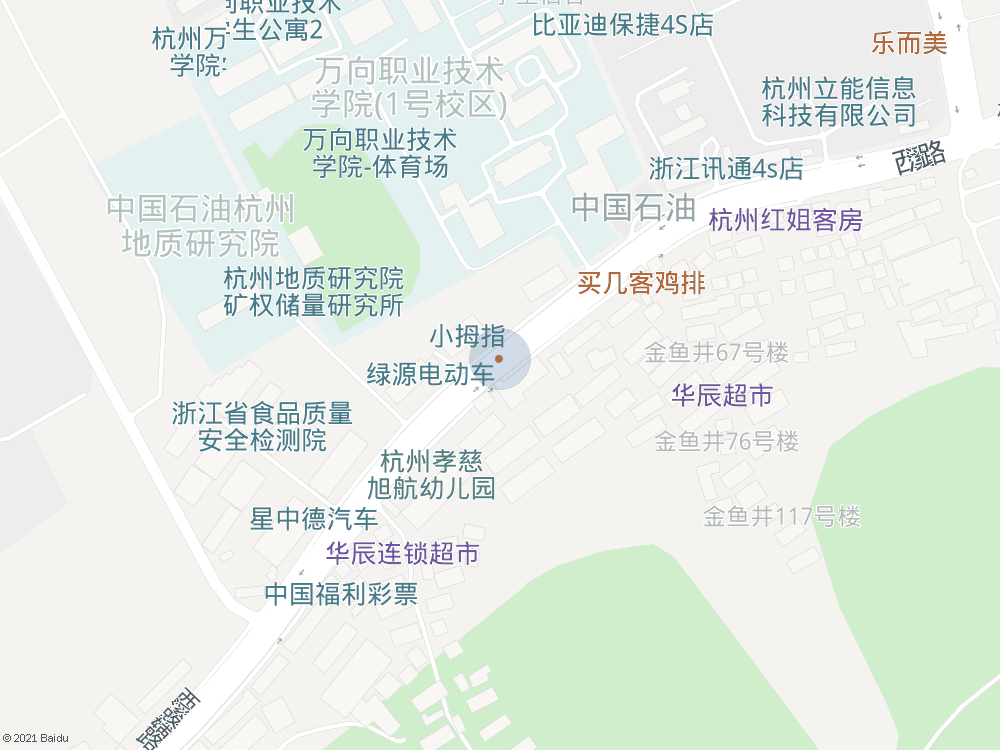 向职业技术
学生公寓2
比亚迪保捷4S店
杭州万
学院
乐而美
万向职业技术
学院(1号校区)
杭州立能信息
科技有限公司
万向职业技术
学院-体育场
西溪路
浙江讯通4s店
中国石油杭州
地质研究院
中国石油
杭州红姐客房
杭州地质研究院
矿权储量研究所
买几客鸡排
小拇指
金鱼井67号楼
绿源电动车
华辰超市
浙江省食品质量
安全检测院
金鱼井76号楼
杭州孝慈
旭航幼儿园
星中德汽车
金鱼井117号楼
华辰连锁超市
中国福利彩票
© 2021 Baidu